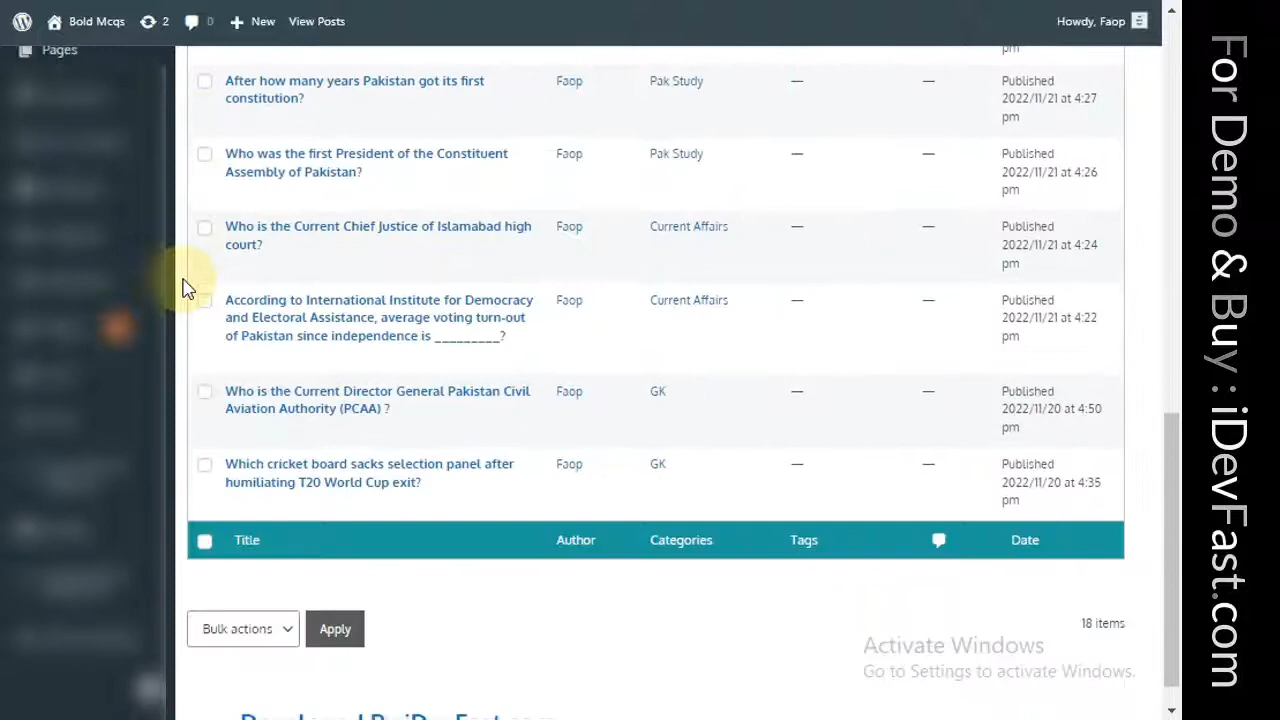 Bold Mcqs
2
0
New
View Posts
Howdy, Faop
Pages
pm
After how many years Pakistan got its first
constitution?
Faop
Pak Study
—
—
Published
2022/11/21 at 4:27
pm
Who was the first President of the Constituent
Assembly of Pakistan?
Faop
Pak Study
—
—
Published
2022/11/21 at 4:26
pm
Who is the Current Chief Justice of Islamabad high
court?
Faop
Current Affairs
—
—
Published
2022/11/21 at 4:24
pm
According to International Institute for Democracy
and Electoral Assistance, average voting turn-out
of Pakistan since independence is _________?
Faop
Current Affairs
—
—
Published
2022/11/21 at 4:22
pm
Who is the Current Director General Pakistan Civil
Aviation Authority (PCAA) ?
Faop
GK
—
—
Published
2022/11/20 at 4:50
pm
Which cricket board sacks selection panel after
humiliating T20 World Cup exit?
Faop
GK
—
—
Published
2022/11/20 at 4:35
pm
Title
Author
Categories
Tags
Date
Bulk actions
Apply
18 items
Activate Windows
Go to Settings to activate Windows.
For Demo & Buy : iDevFast.com